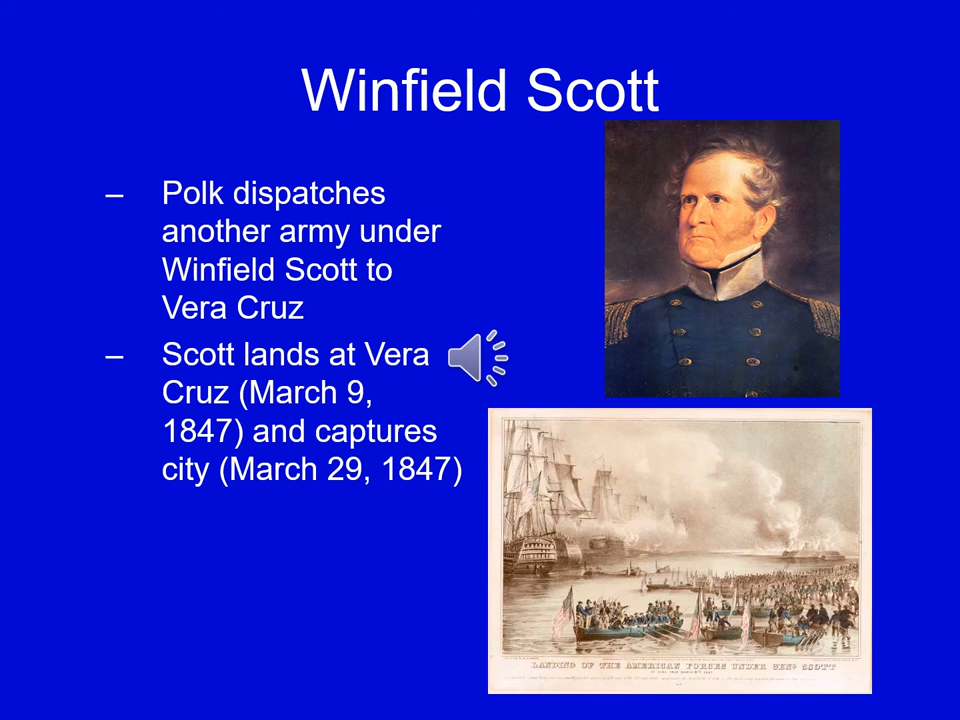 Winfield Scott
– Polk dispatches
another army under
Winfield Scott to
Vera Cruz
– Scott lands at Vera
Cruz (March 9,
1847) and captures
city (March 29, 1847)
LANDING OF THE AMERICAN FORCES UNDER GENL. SCOTT